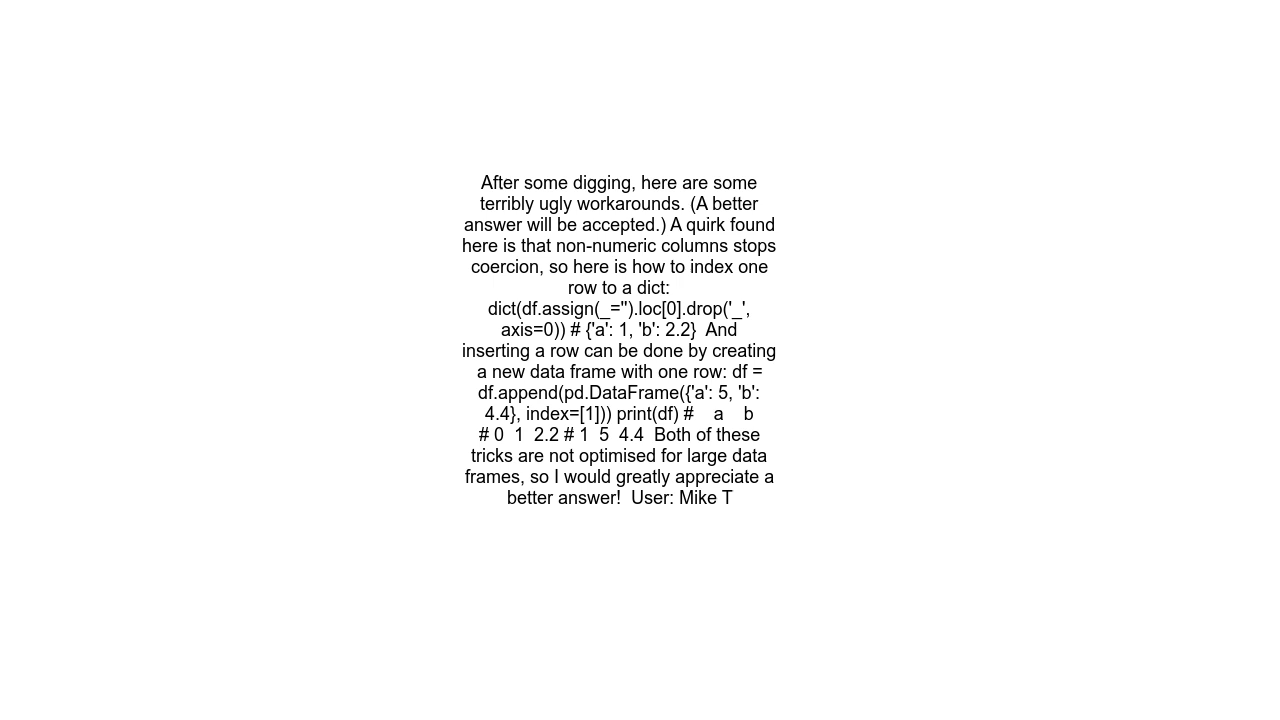 After some digging, here are some
terribly ugly workarounds. (A better
answer will be accepted.) A quirk found
here is that non-numeric columns stops
coercion, so here is how to index one
row to a dict:
dict(df.assign(_='').loc[0].drop('_',
axis=0)) # {'a': 1, 'b': 2.2}  And
inserting a row can be done by creating
a new data frame with one row: df =
df.append(pd.DataFrame({'a': 5, 'b':
4.4}, index=[1])) print(df) #    a    b
# 0  1  2.2 # 1  5  4.4  Both of these
tricks are not optimised for large data
frames, so I would greatly appreciate a
better answer!  User: Mike T